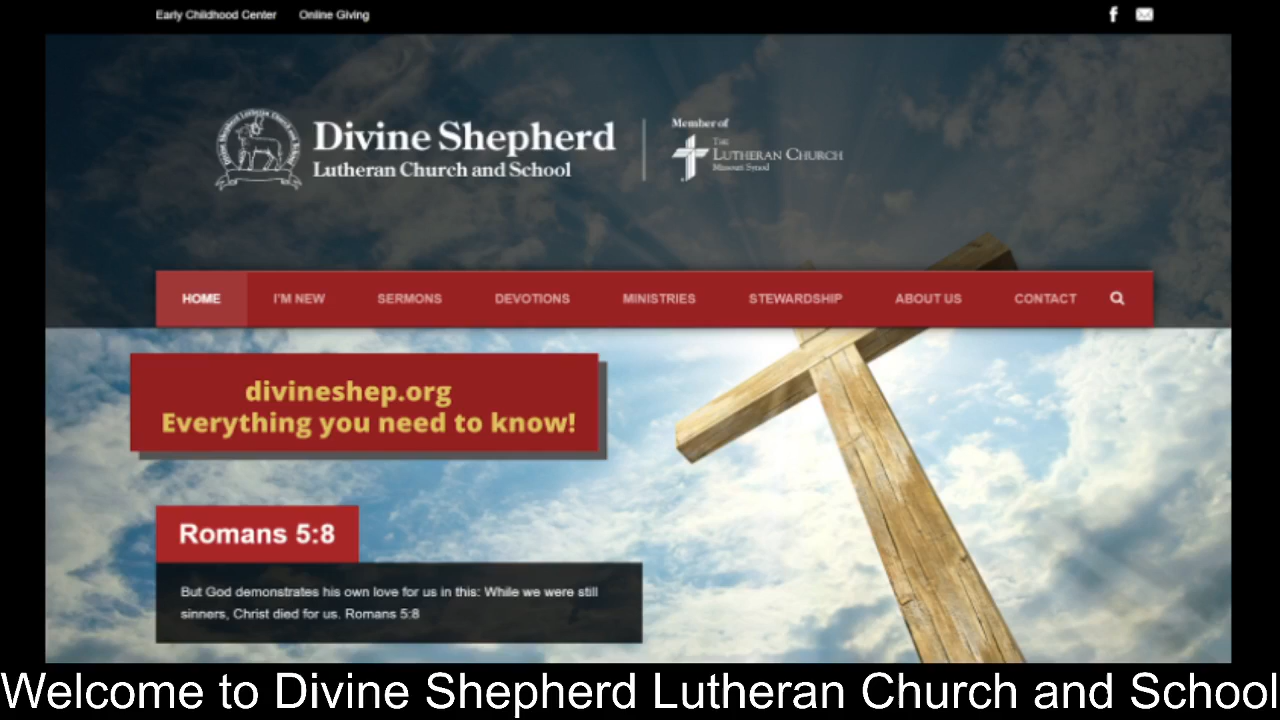 Early Childhood Center Online Giving
Divine Shepherd
Lutheran Church and School
Member of
THE
LUTHERAN CHURCH
Missouri Synod
HOME I'M NEW SERMONS DEVOTIONS MINISTRIES STEWARDSHIP ABOUT US CONTACT
divineshep.org
Everything you need to know!
Romans 5:8
But God demonstrates his own love for us in this: While we were still
sinners, Christ died for us. Romans 5:8
Welcome to Divine Shepherd Lutheran Church and School